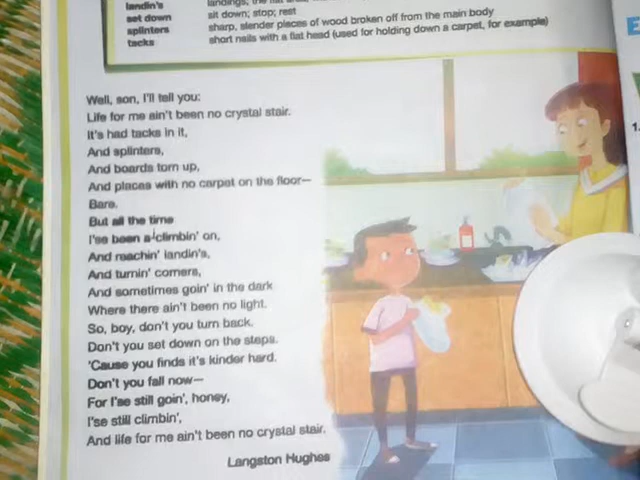 landin's landings, the
set down sit down; stop; rest
splinters sharp, slender pieces of wood broken off from the main body
tacks short nails with a flat head (used for holding down a carpet, for example)
Well, son, I'll tell you:
Life for me ain't been no crystal stair.
It's had tacks in it,
And splinters,
And boards torn up,
And places with no carpet on the floor—
Bare.
But all the time
I'se been a-climbin' on,
And reachin' landin's,
And turnin' corners,
And sometimes goin' in the dark
Where there ain't been no light.
So, boy, don't you turn back.
Don't you set down on the steps.
'Cause you finds it's kinder hard.
Don't you fall now—
For I'se still goin', honey,
I'se still climbin',
And life for me ain't been no crystal stair.
Langston Hughes
E
1.